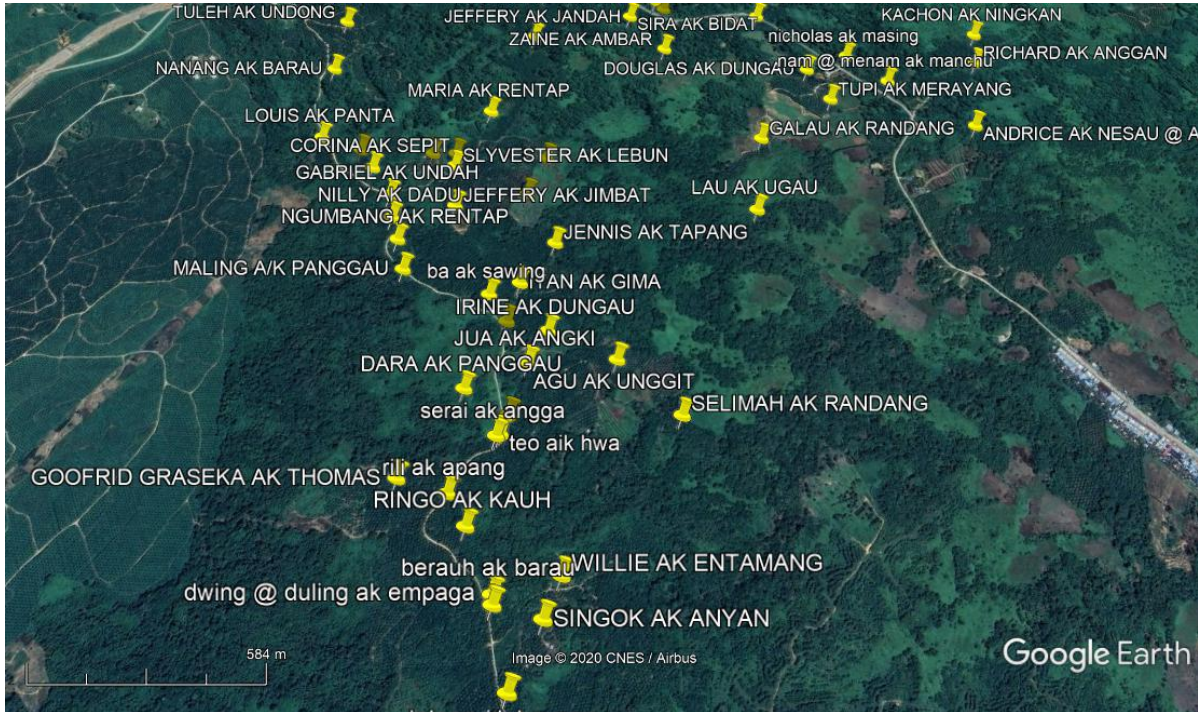 TULEH AK UNDONG
JEFFERY AK JANDAH
SIRA AK BIDAT
KACHON AK NINGKAN
ZAINE AK AMBAR
nicholas ak masing
NANANG AK BARAU
DOUGLAS AK DUNGAU
nam @ menam ak manchu
RICHARD AK ANGGAN
MARIA AK RENTAP
TUPI AK MERAYANG
LOUIS AK PANTA
GALAU AK RANDANG
ANDRICE AK NESAU @ A
CORINA AK SEPIT
SLYVESTER AK LEBUN
GABRIEL AK UNDAH
NILLY AK DADU
JEFFERY AK JIMBAT
LAU AK UGAU
NGUMBANG AK RENTAP
JENNIS AK TAPANG
MALING A/K PANGGAU
ba ak sawing
AK GIMA
IRINE AK DUNGAU
JUA AK ANGKI
DARA AK PANGGAU
AGU AK UNGGIT
serai ak angga
SELIMAH AK RANDANG
teo aik hwa
GOOFRID GRASEKA AK THOMAS
rili ak apang
RINGO AK KAUH
berauh ak barau
WILLIE AK ENTAMANG
dwing @ duling ak empaga
SINGOK AK ANYAN
584 m
Image © 2020 CNES / Airbus
Google Earth